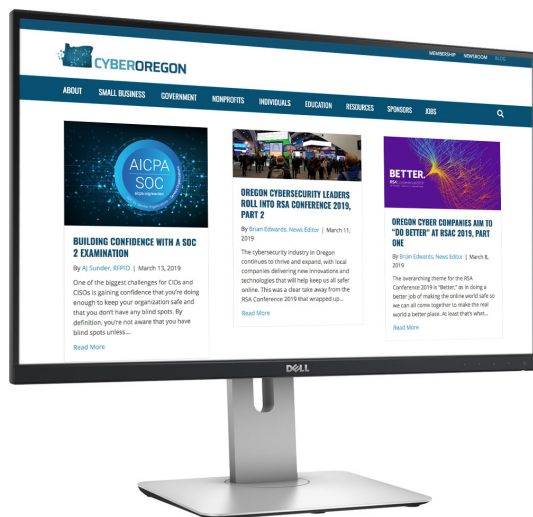 MEMBERSHIP NEWSROOM BLOG
CYBEROREGON
ABOUT SMALL BUSINESS GOVERNMENT NONPROFITS INDIVIDUALS EDUCATION RESOURCES SPONSORS JOBS
AICPA
SOC
BUILDING CONFIDENCE WITH A SOC
2 EXAMINATION
By AJ Sunder, RFPIO | March 13, 2019
One of the biggest challenges for CIOs and
CISOs is gaining confidence that you're doing
enough to keep your organization safe and
that you don't have any blind spots. By
definition, you're not aware that you have
blind spots unless...
Read More
OREGON CYBERSECURITY LEADERS
ROLL INTO RSA CONFERENCE 2019,
PART 2
By Brian Edwards, News Editor | March 11,
2019
The cybersecurity industry in Oregon
continues to thrive and expand, with local
companies delivering new innovations and
technologies that will help keep us all safer
online. This was a clear take away from the
RSA Conference 2019 that wrapped up...
Read More
BETTER.
RSAConference2019
OREGON CYBER COMPANIES AIM TO
"DO BETTER" AT RSAC 2019, PART
ONE
By Brian Edwards, News Editor | March 8,
2019
The overarching theme for the RSA
Conference 2019 is "Better," as in doing a
better job of making the online world safe so
we can all come together to make the real
world a better place. At least that's what...
Read More
DELL